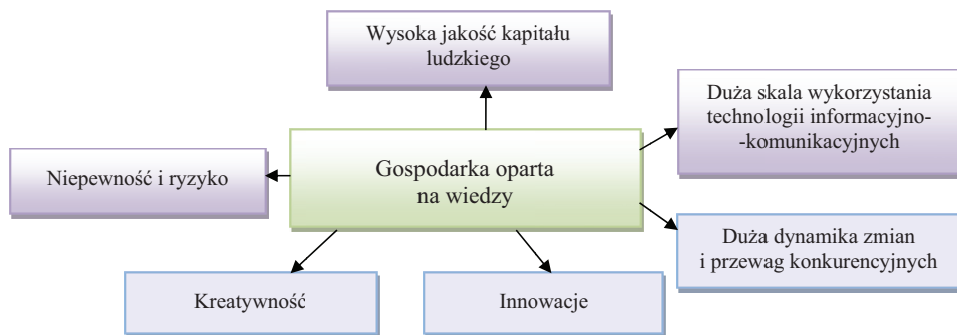 Wysoka jakość kapitału
ludzkiego
Duża skala wykorzystania
technologii informacyjno-
-komunikacyjnych
Niepewność i ryzyko
Gospodarka oparta
na wiedzy
Duża dynamika zmian
i przewag konkurencyjnych
Kreatywność
Innowacje